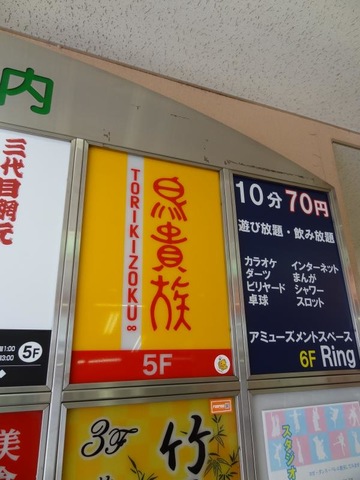 内
三代目網元
5F
TORIKIZOKU∞
鳥貴族
5F
10分70円
遊び放題・飲み放題
カラオケ インターネット
ダーツ まんが
ビリヤード シャワー
卓球 スロット
アミューズメントスペース
6F Ring
美
3F 竹
スタジオ